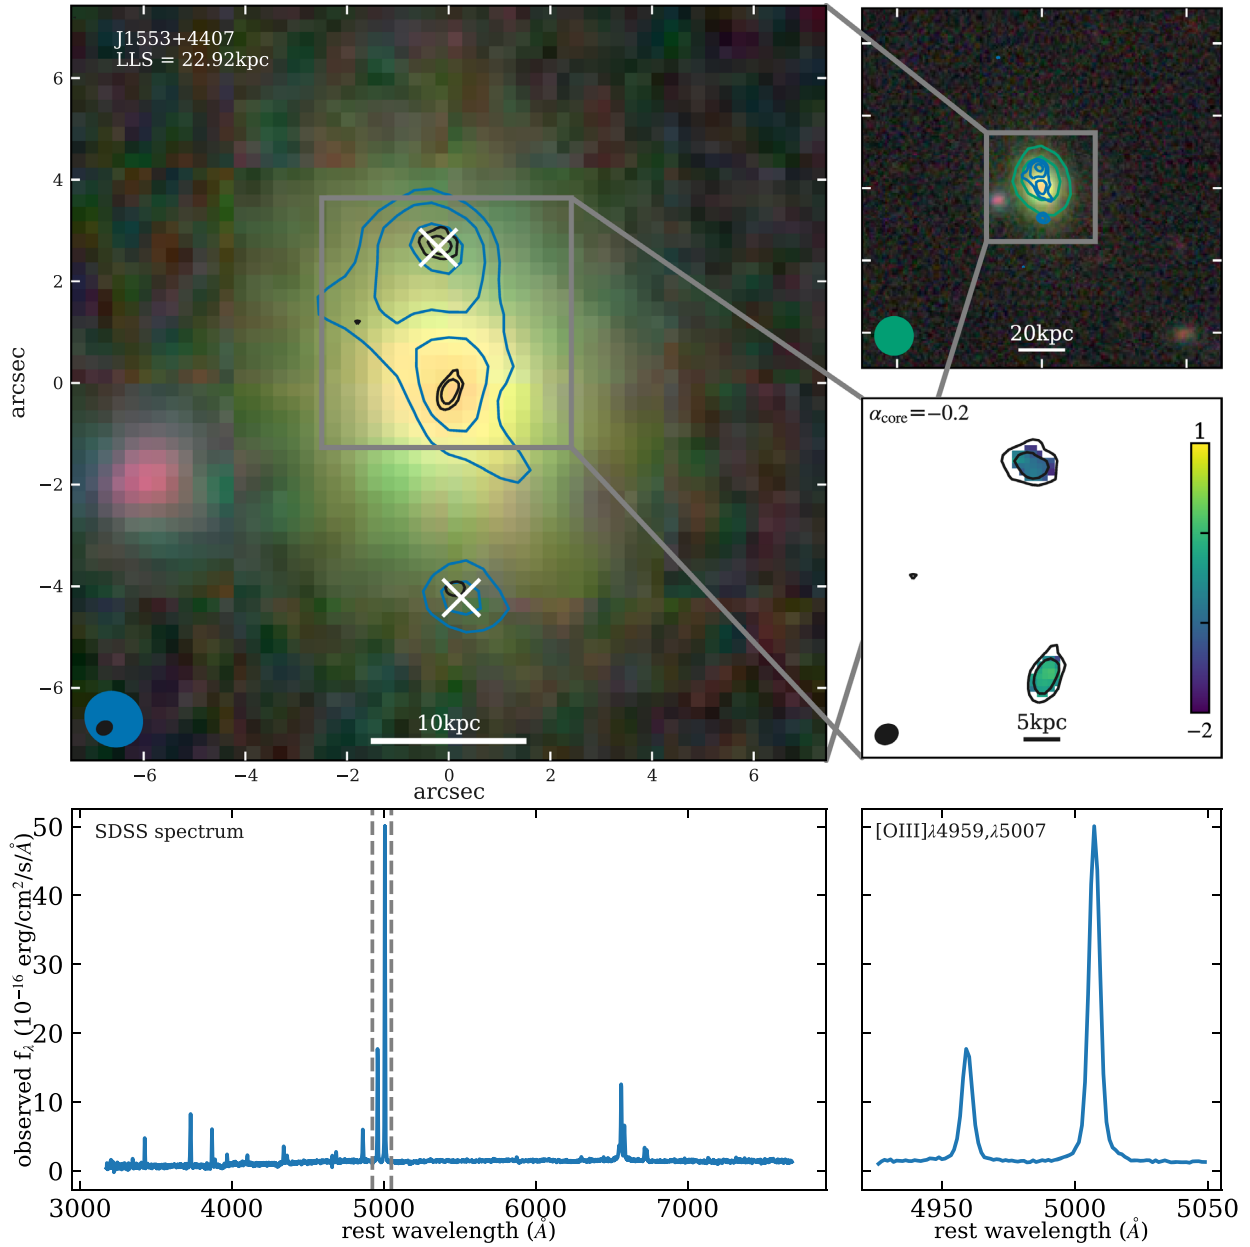 J1553+4407
LLS = 22.92kpc
arcsec
6
4
2
0
−2
−4
−6
10kpc
−6
−4
−2
0
2
4
6
arcsec
20kpc
αcore=−0.2
1
5kpc
−2
SDSS spectrum
observed fλ (10⁻¹⁶ erg/cm²/s/Å)
50
40
30
20
10
0
3000
4000
5000
6000
7000
rest wavelength (Å)
[OIII]λ4959,λ5007
4950
5000
5050
rest wavelength (Å)